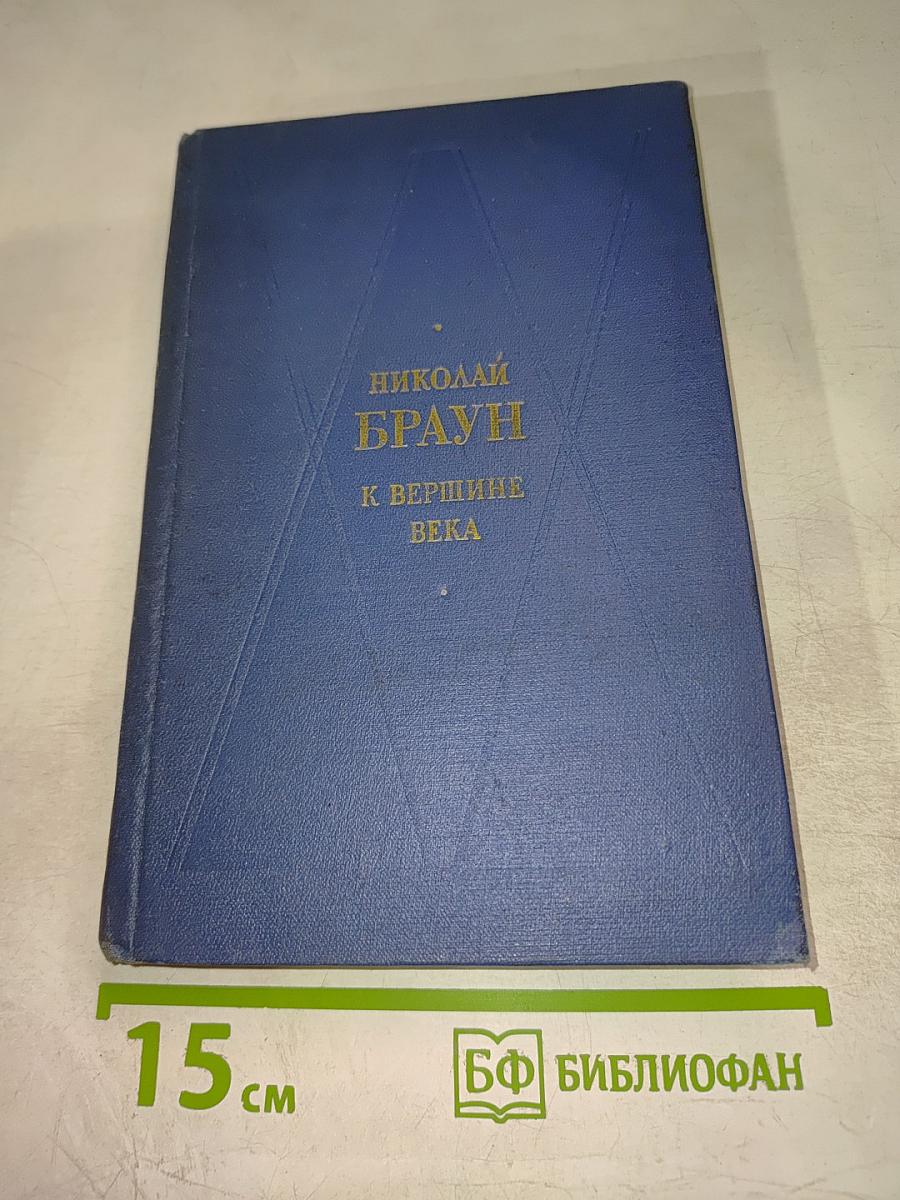 НИКОЛАЙ
БРАУН
К ВЕРШИНЕ
ВЕКА
15 см
БФ БИБЛИОФАН